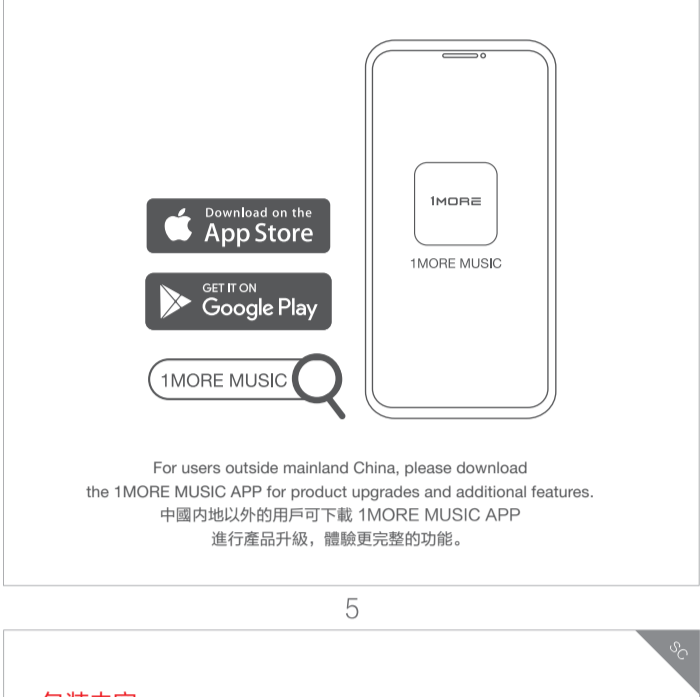 1MORE
1MORE MUSIC
Download on the
App Store
GET IT ON
Google Play
1MORE MUSIC
For users outside mainland China, please download
the 1MORE MUSIC APP for product upgrades and additional features.
中國内地以外的用戶可下載 1MORE MUSIC APP
進行產品升級，體驗更完整的功能。
5
SC